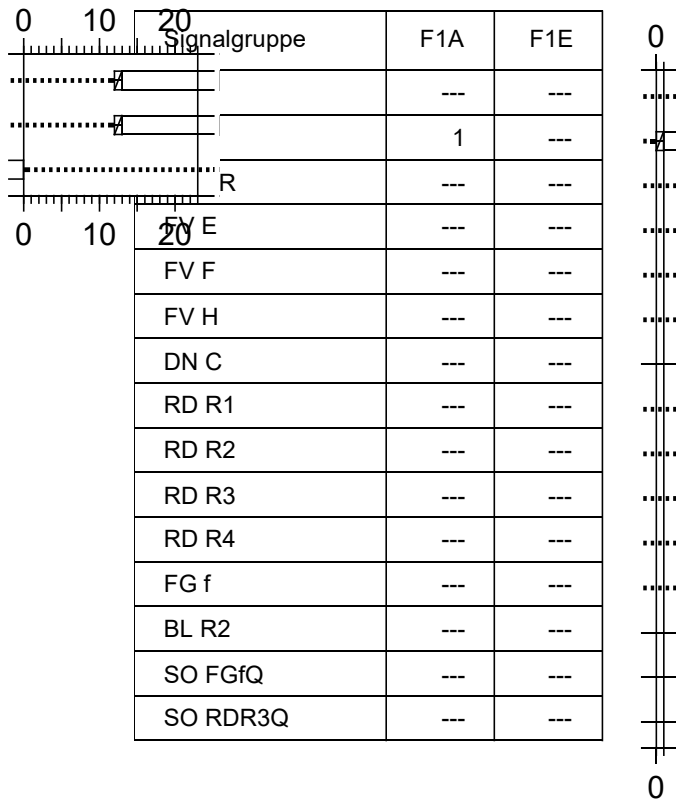 0 10 20
Signalgruppe F1A F1E
0
--- ---
1 ---
R --- ---
0 10 20
FV E --- ---
FV F --- ---
FV H --- ---
DN C --- ---
RD R1 --- ---
RD R2 --- ---
RD R3 --- ---
RD R4 --- ---
FG f --- ---
BL R2 --- ---
SO FGfQ --- ---
SO RDR3Q --- ---
0